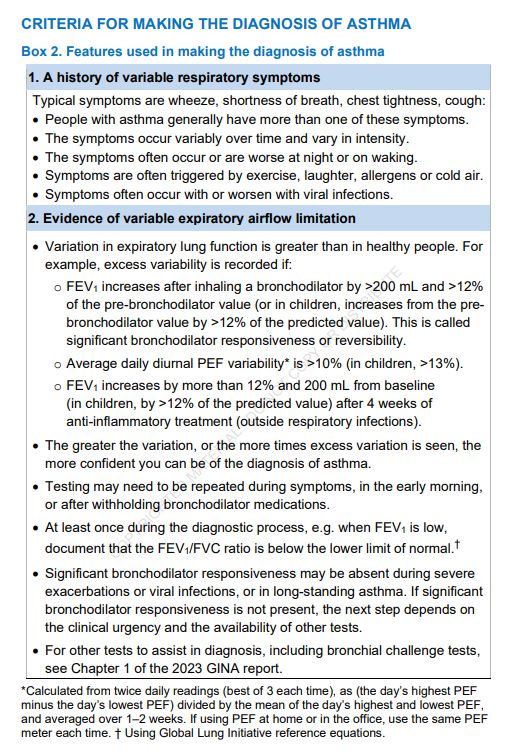 CRITERIA FOR MAKING THE DIAGNOSIS OF ASTHMA
Box 2. Features used in making the diagnosis of asthma
1. A history of variable respiratory symptoms
Typical symptoms are wheeze, shortness of breath, chest tightness, cough:
• People with asthma generally have more than one of these symptoms.
• The symptoms occur variably over time and vary in intensity.
• The symptoms often occur or are worse at night or on waking.
• Symptoms are often triggered by exercise, laughter, allergens or cold air.
• Symptoms often occur with or worsen with viral infections.
2. Evidence of variable expiratory airflow limitation
• Variation in expiratory lung function is greater than in healthy people. For
example, excess variability is recorded if:
o FEV₁ increases after inhaling a bronchodilator by >200 mL and >12%
of the pre-bronchodilator value (or in children, increases from the pre-
bronchodilator value by >12% of the predicted value). This is called
significant bronchodilator responsiveness or reversibility.
o Average daily diurnal PEF variability* is >10% (in children, >13%).
o FEV₁ increases by more than 12% and 200 mL from baseline
(in children, by >12% of the predicted value) after 4 weeks of
anti-inflammatory treatment (outside respiratory infections).
• The greater the variation, or the more times excess variation is seen, the
more confident you can be of the diagnosis of asthma.
• Testing may need to be repeated during symptoms, in the early morning,
or after withholding bronchodilator medications.
• At least once during the diagnostic process, e.g. when FEV₁ is low,
document that the FEV₁/FVC ratio is below the lower limit of normal.†
• Significant bronchodilator responsiveness may be absent during severe
exacerbations or viral infections, or in long-standing asthma. If significant
bronchodilator responsiveness is not present, the next step depends on
the clinical urgency and the availability of other tests.
• For other tests to assist in diagnosis, including bronchial challenge tests,
see Chapter 1 of the 2023 GINA report.
*Calculated from twice daily readings (best of 3 each time), as (the day's highest PEF
minus the day's lowest PEF) divided by the mean of the day's highest and lowest PEF,
and averaged over 1–2 weeks. If using PEF at home or in the office, use the same PEF
meter each time. † Using Global Lung Initiative reference equations.